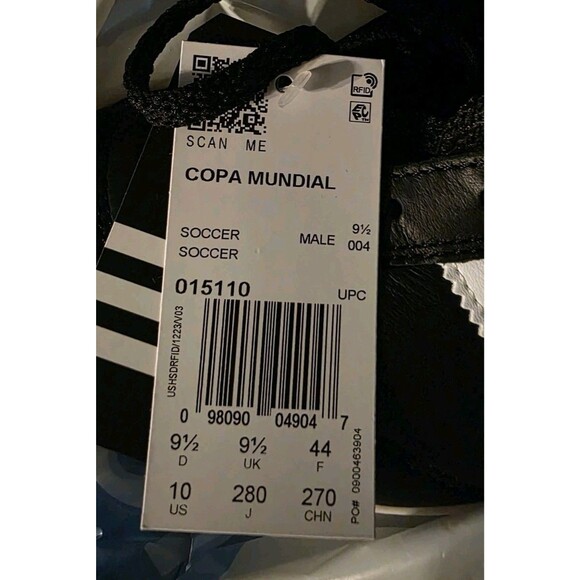 RFID
SCAN ME
COPA MUNDIAL
9½
SOCCER MALE 004
SOCCER
015110 UPC
USHSDRFID/1223/V03
0 98090 04904 7
9½ 9½ 44
D UK F
10 280 270
US J CHN
PO# 0900463904